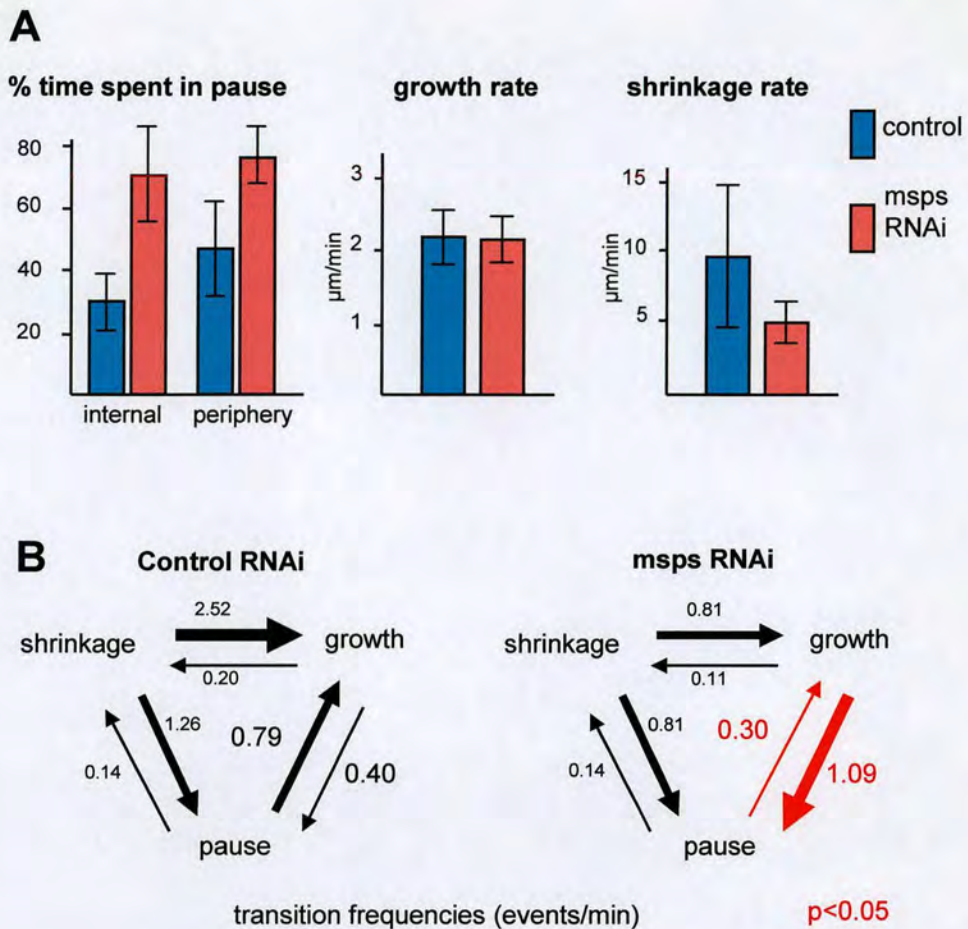 A
% time spent in pause
growth rate
shrinkage rate
control
msps
RNAi
80
60
40
20
internal
periphery
µm/min
3
2
1
µm/min
15
10
5
B
Control RNAi
msps RNAi
2.52
shrinkage
growth
0.20
1.26
0.79
0.14
0.40
pause
0.81
shrinkage
growth
0.11
0.81
0.30
0.14
1.09
pause
transition frequencies (events/min)
p<0.05